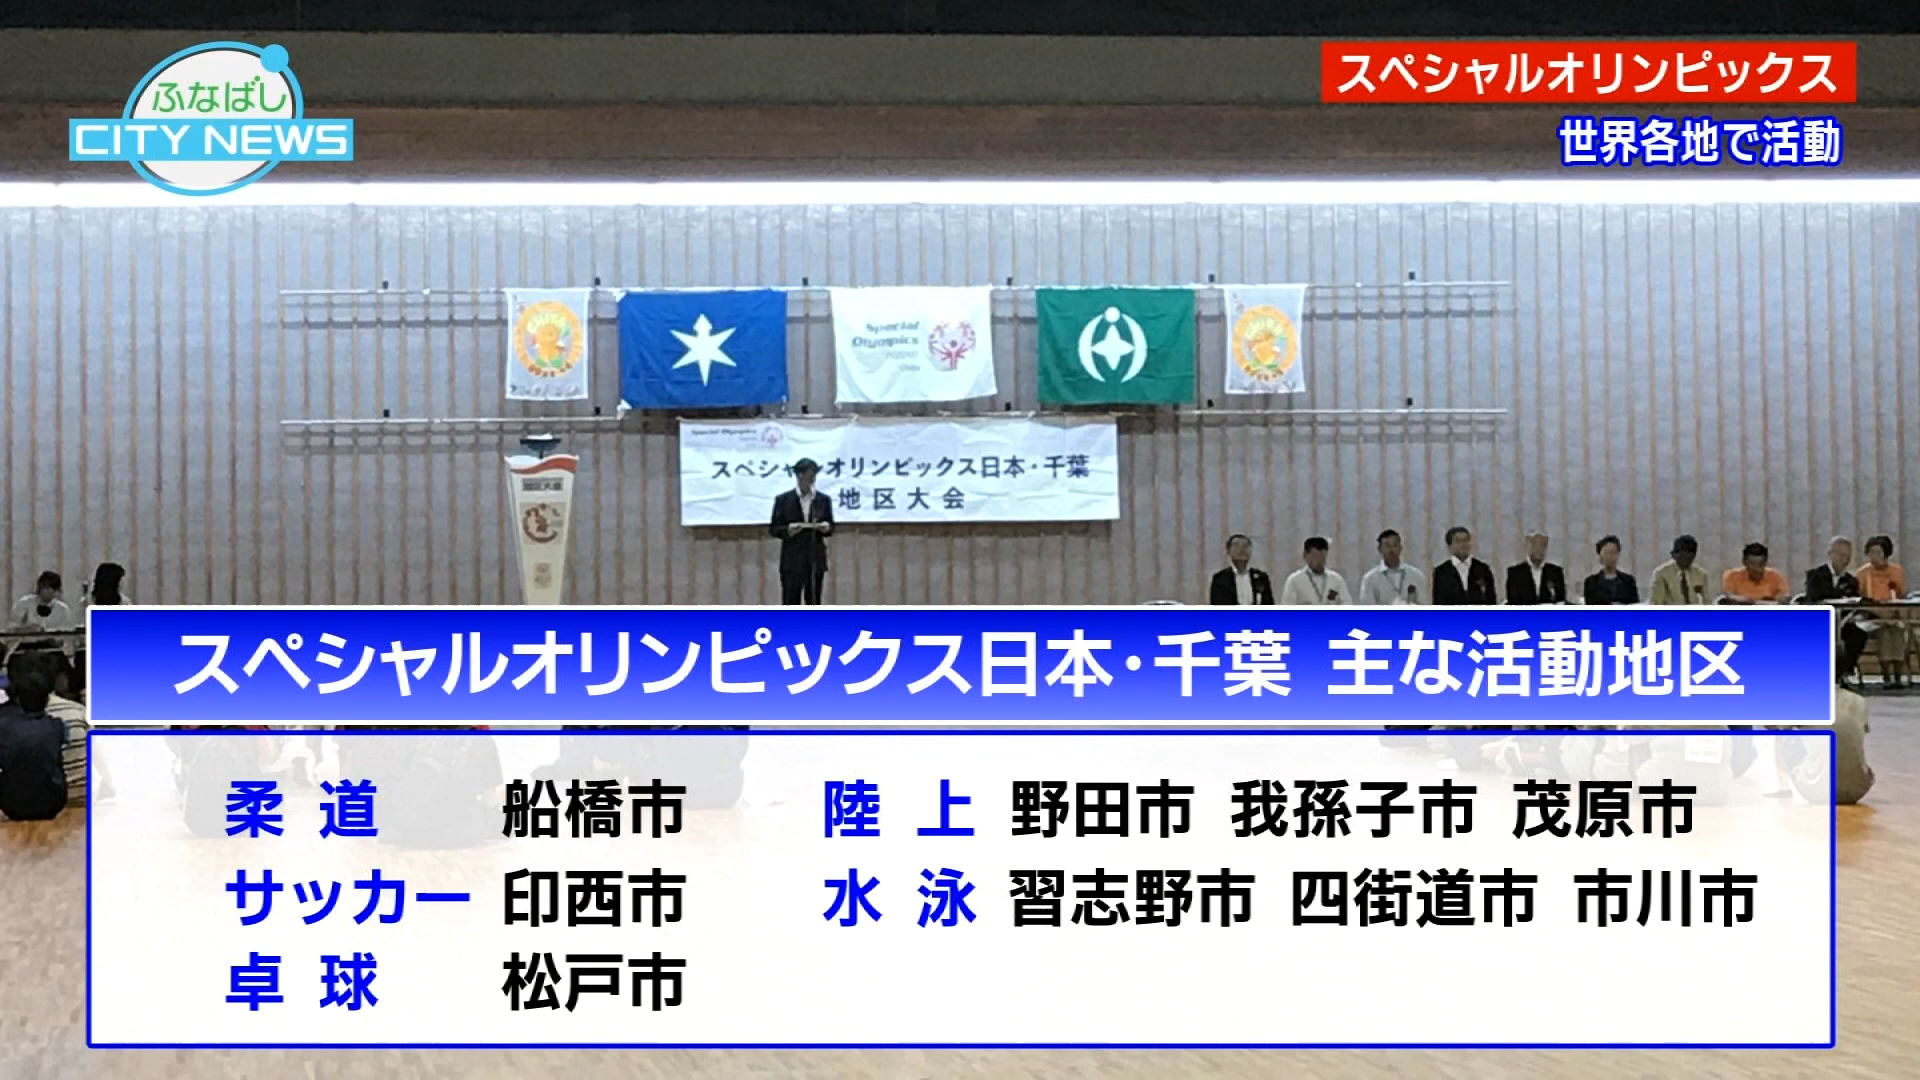 ふなばし
CITY NEWS
スペシャルオリンピックス
世界各地で活動
Special
Olympics
スペシャルオリンピックス日本・千葉
地区大会
スペシャルオリンピックス日本・千葉 主な活動地区
柔道 船橋市 陸上 野田市 我孫子市 茂原市
サッカー 印西市 水泳 習志野市 四街道市 市川市
卓球 松戸市